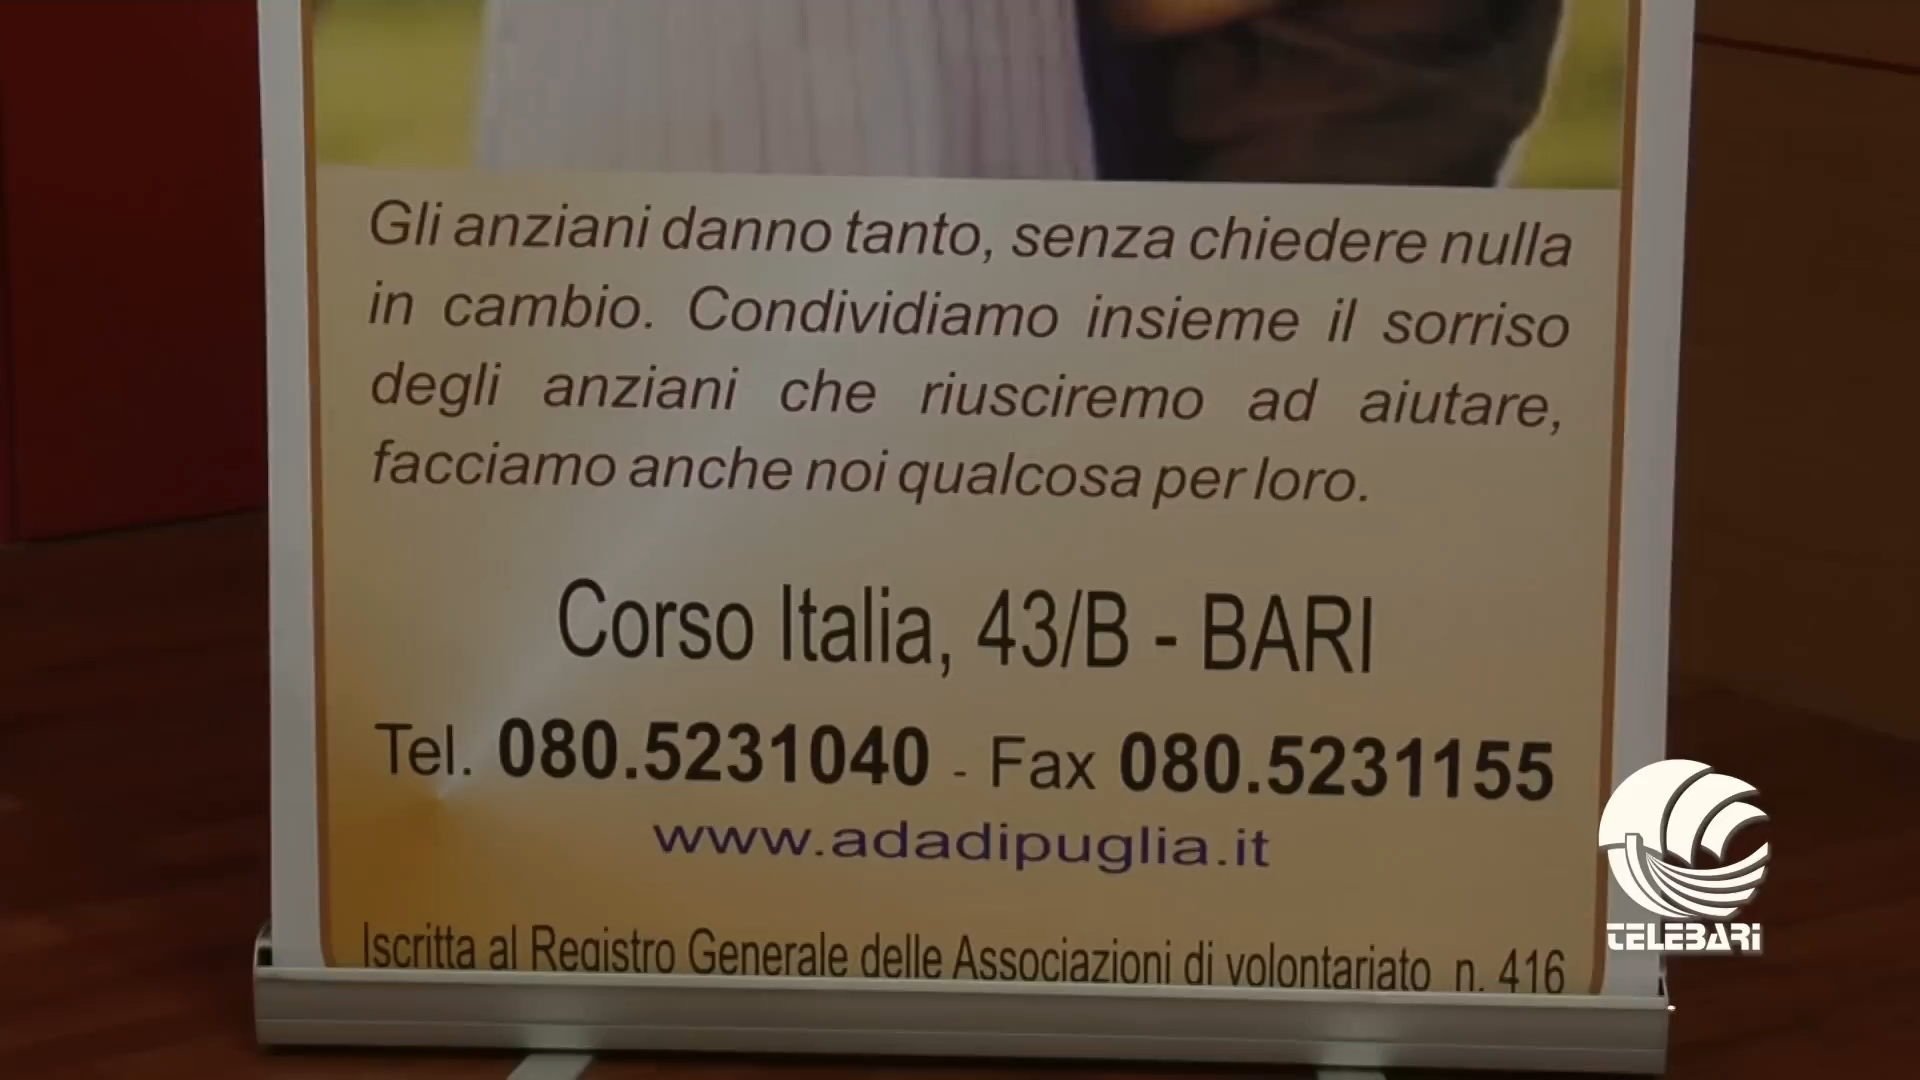 Gli anziani danno tanto, senza chiedere nulla
in cambio. Condividiamo insieme il sorriso
degli anziani che riusciremo ad aiutare,
facciamo anche noi qualcosa per loro.
Corso Italia, 43/B - BARI
Tel. 080.5231040 - Fax 080.5231155
www.adadipuglia.it
Iscritta al Registro Generale delle Associazioni di volontariato n. 416
TELEBARI